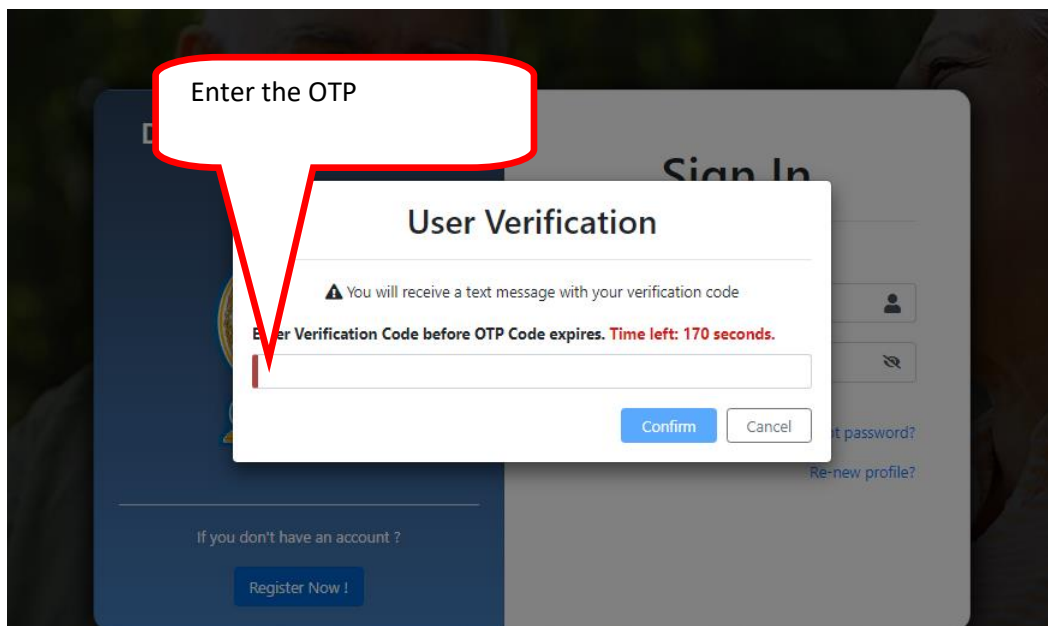 Enter the OTP
Sign In
User Verification
You will receive a text message with your verification code
Verification Code before OTP Code expires. Time left: 170 seconds.
Confirm
Cancel
password?
Re-new profile?
If you don't have an account ?
Register Now !